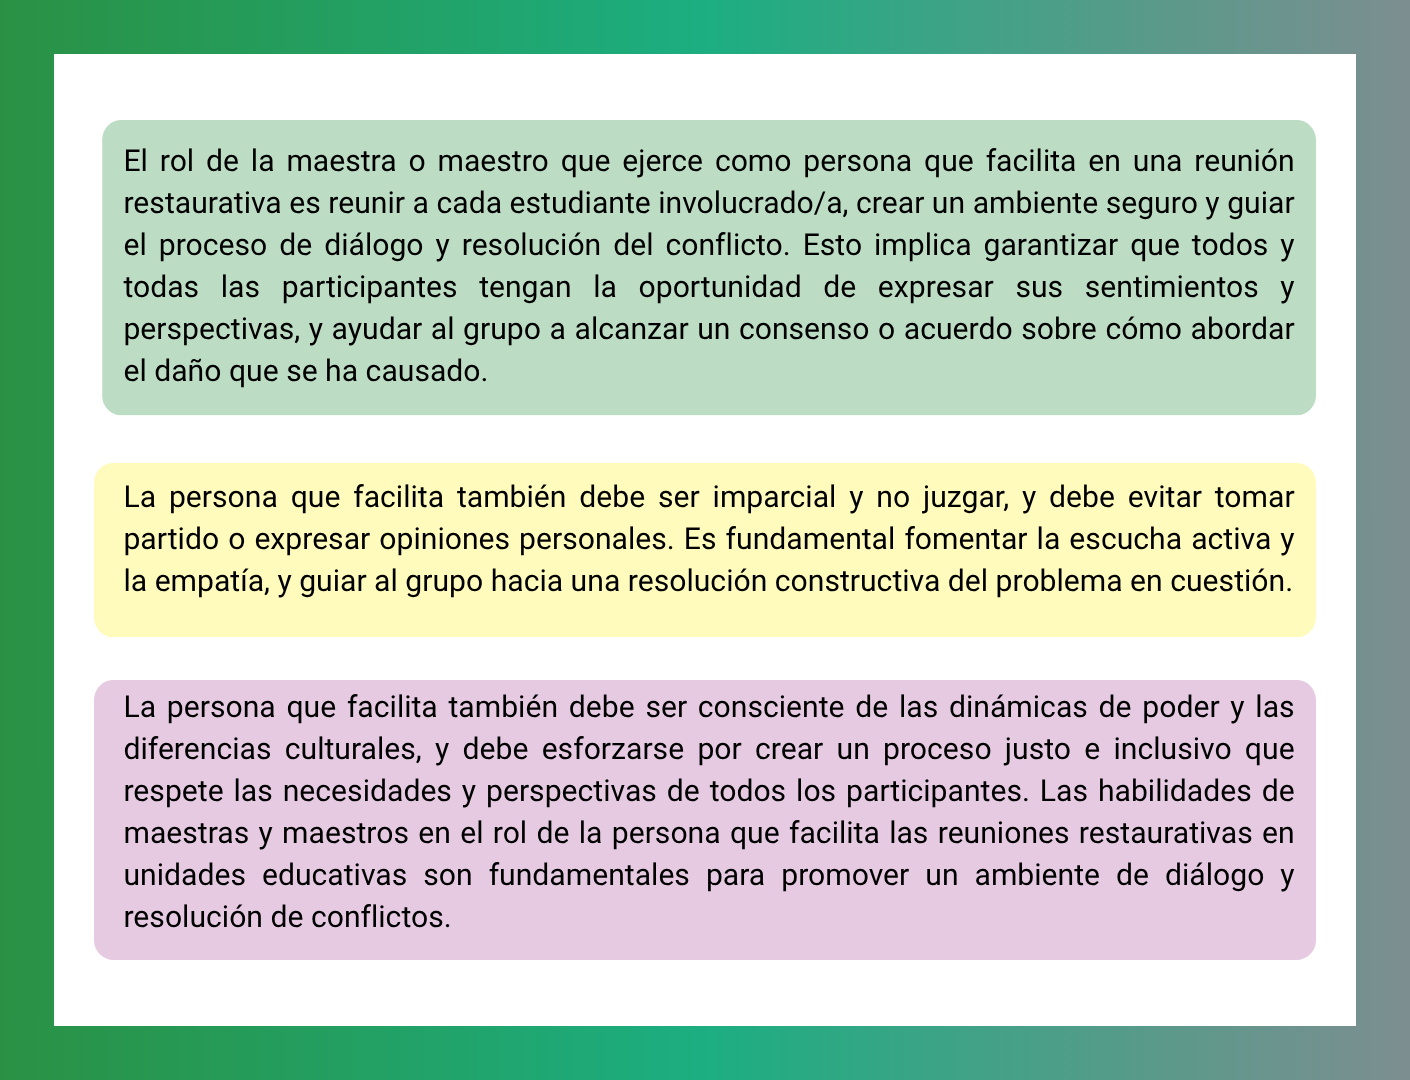 El rol de la maestra o maestro que ejerce como persona que facilita en una reunión
restaurativa es reunir a cada estudiante involucrado/a, crear un ambiente seguro y guiar
el proceso de diálogo y resolución del conflicto. Esto implica garantizar que todos y
todas las participantes tengan la oportunidad de expresar sus sentimientos y
perspectivas, y ayudar al grupo a alcanzar un consenso o acuerdo sobre cómo abordar
el daño que se ha causado.
La persona que facilita también debe ser imparcial y no juzgar, y debe evitar tomar
partido o expresar opiniones personales. Es fundamental fomentar la escucha activa y
la empatía, y guiar al grupo hacia una resolución constructiva del problema en cuestión.
La persona que facilita también debe ser consciente de las dinámicas de poder y las
diferencias culturales, y debe esforzarse por crear un proceso justo e inclusivo que
respete las necesidades y perspectivas de todos los participantes. Las habilidades de
maestras y maestros en el rol de la persona que facilita las reuniones restaurativas en
unidades educativas son fundamentales para promover un ambiente de diálogo y
resolución de conflictos.